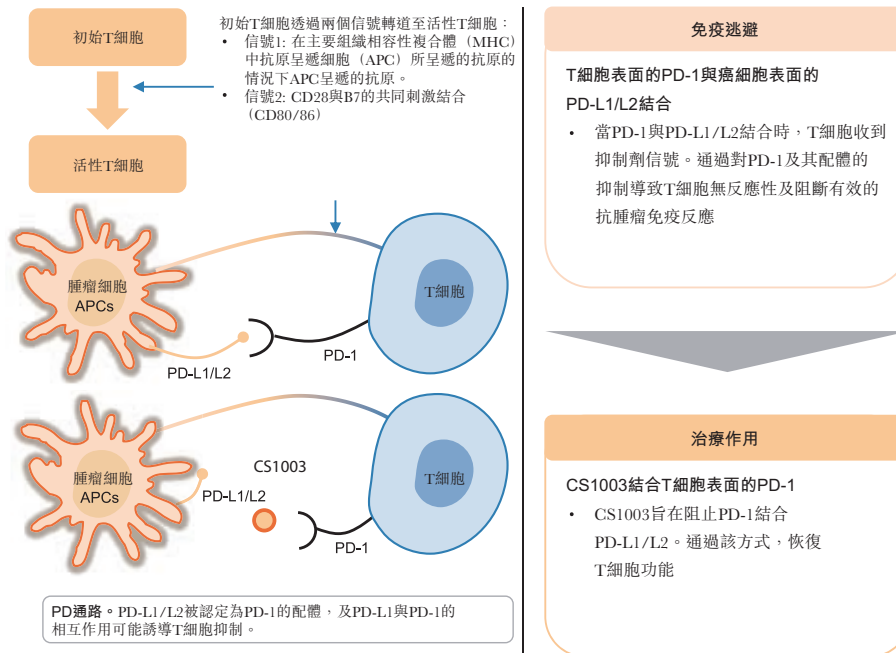 初始T細胞
活性T細胞
初始T細胞透過兩個信號轉道至活性T細胞：
• 信號1: 在主要組織相容性複合體（MHC）
中抗原呈遞細胞（APC）所呈遞的抗原的
情況下APC呈遞的抗原。
• 信號2: CD28與B7的共同刺激結合
（CD80/86）
腫瘤細胞
APCs
T細胞
PD-L1/L2
PD-1
腫瘤細胞
APCs
CS1003
T細胞
PD-L1/L2
PD-1
PD通路。PD-L1/L2被認定為PD-1的配體，及PD-L1與PD-1的
相互作用可能誘導T細胞抑制。
免疫逃避
T細胞表面的PD-1與癌細胞表面的
PD-L1/L2結合
• 當PD-1與PD-L1/L2結合時，T細胞收到
抑制劑信號。通過對PD-1及其配體的
抑制導致T細胞無反應性及阻斷有效的
抗腫瘤免疫反應
治療作用
CS1003結合T細胞表面的PD-1
• CS1003旨在阻止PD-1結合
PD-L1/L2。通過該方式，恢復
T細胞功能